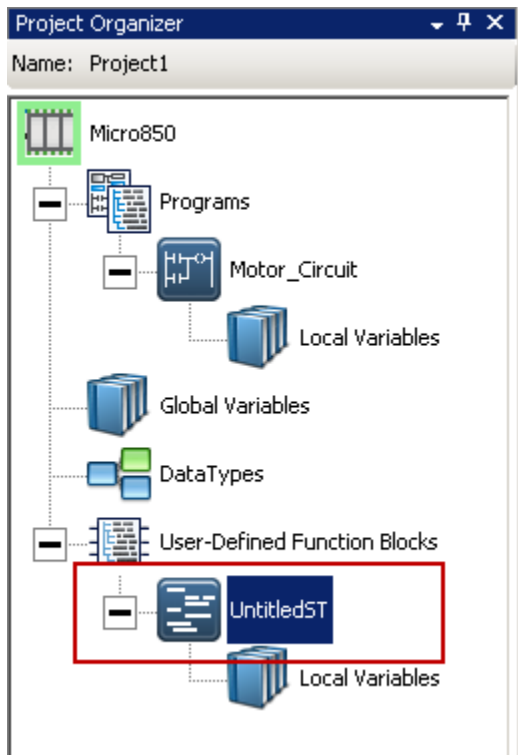 Project Organizer
Name: Project1
Micro850
Programs
Motor_Circuit
Local Variables
Global Variables
DataTypes
User-Defined Function Blocks
UntitledST
Local Variables